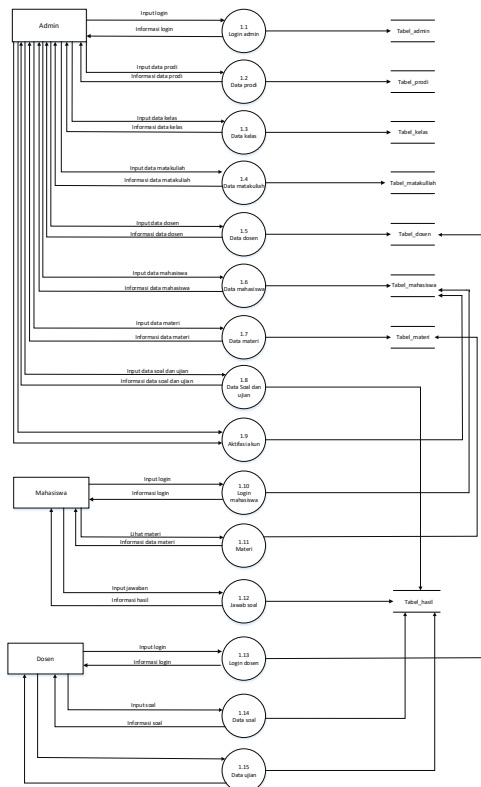 Admin
Input login
Informasi login
1.1
Login admin
Tabel_admin
Input data prodi
Informasi data prodi
1.2
Data prodi
Tabel_prodi
Input data kelas
Informasi data kelas
1.3
Data kelas
Tabel_kelas
Input data matakuliah
Informasi data matakuliah
1.4
Data matakuliah
Tabel_matakulliah
Input data dosen
Informasi data dosen
1.5
Data dosen
Tabel_dosen
Input data mahasiswa
Informasi data mahasiswa
1.6
Data mahasiswa
Tabel_mahasiswa
Input data materi
Informasi data materi
1.7
Data materi
Tabel_materi
Input data soal dan ujian
Informasi data soal dan ujian
1.8
Data Soal dan
ujian
1.9
Aktifasi akun
Mahasiswa
Input login
Informasi login
1.10
Login
mahasiswa
Lihat materi
Informasi data materi
1.11
Materi
Input jawaban
Informasi hasil
1.12
Jawab soal
Tabel_hasil
Dosen
Input login
Informasi login
1.13
Login dosen
Input soal
Informasi soal
1.14
Data soal
1.15
Data ujian